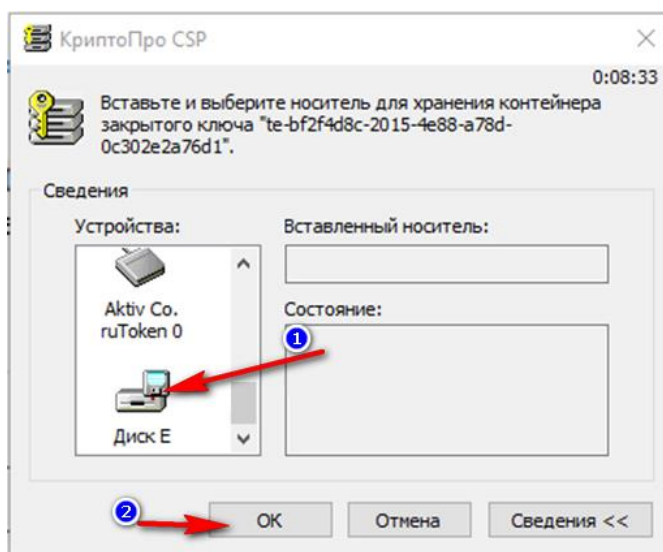 КриптоПро CSP
0:08:33
Вставьте и выберите носитель для хранения контейнера
закрытого ключа "te-bf2f4d8c-2015-4e88-a78d-
0c302e2a76d1".
Сведения
Устройства:
Вставленный носитель:
Aktiv Co.
ruToken 0
Состояние:
1
Диск E
2
ОК
Отмена
Сведения <<